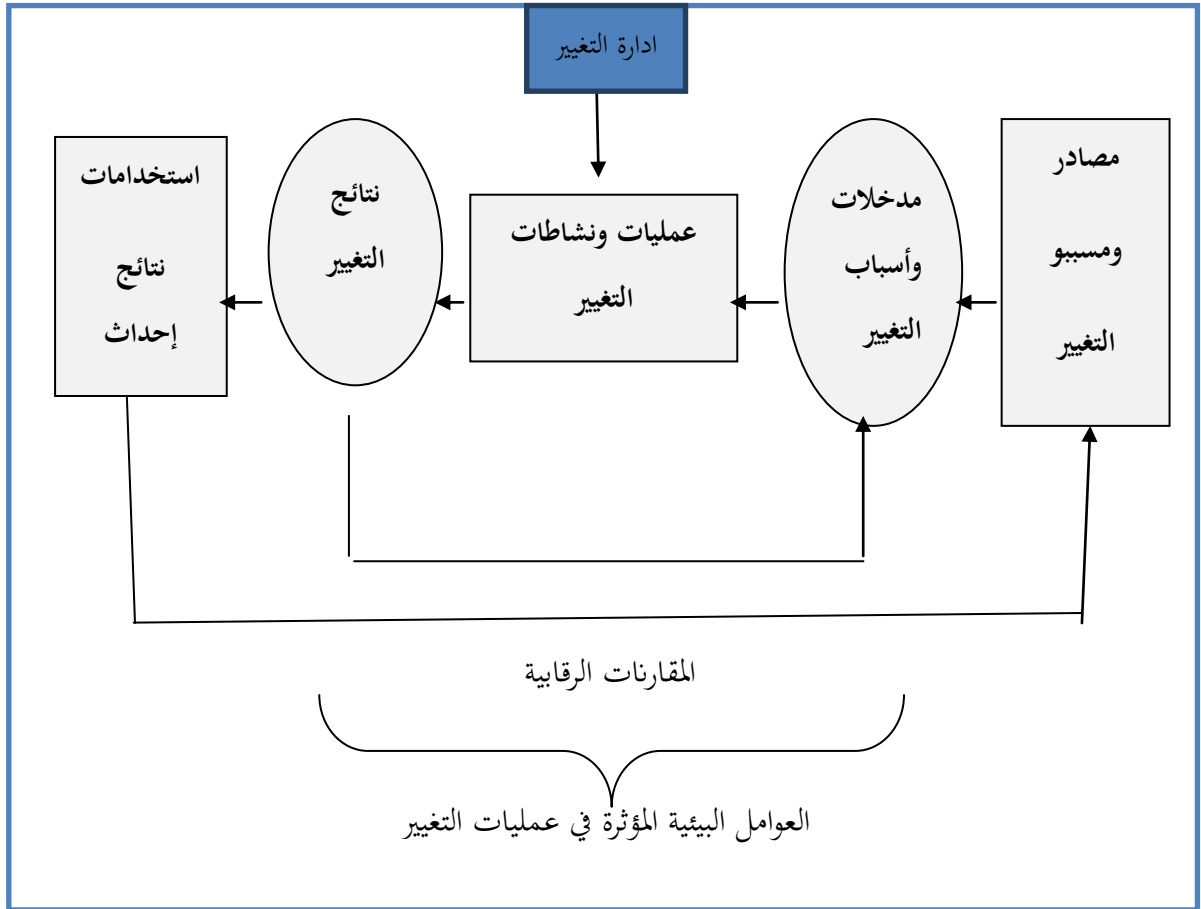 ادارة التغيير
مصادر
ومسببو
التغيير
مدخلات
وأسباب
التغيير
عمليات ونشاطات
التغيير
نتائج
التغيير
استخدامات
نتائج
إحداث
المقارنات الرقابية
العوامل البيئية المؤثرة في عمليات التغيير